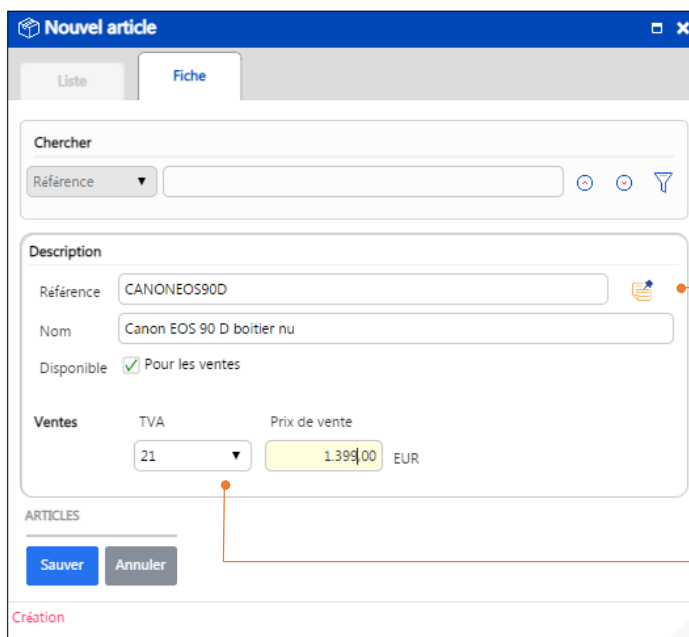 Nouvel article
Liste
Fiche
Chercher
Référence
Description
Référence CANONEOS90D
Nom Canon EOS 90 D boitier nu
Disponible Pour les ventes
Ventes TVA Prix de vente
21 1.399,00 EUR
ARTICLES
Sauver Annuler
Création